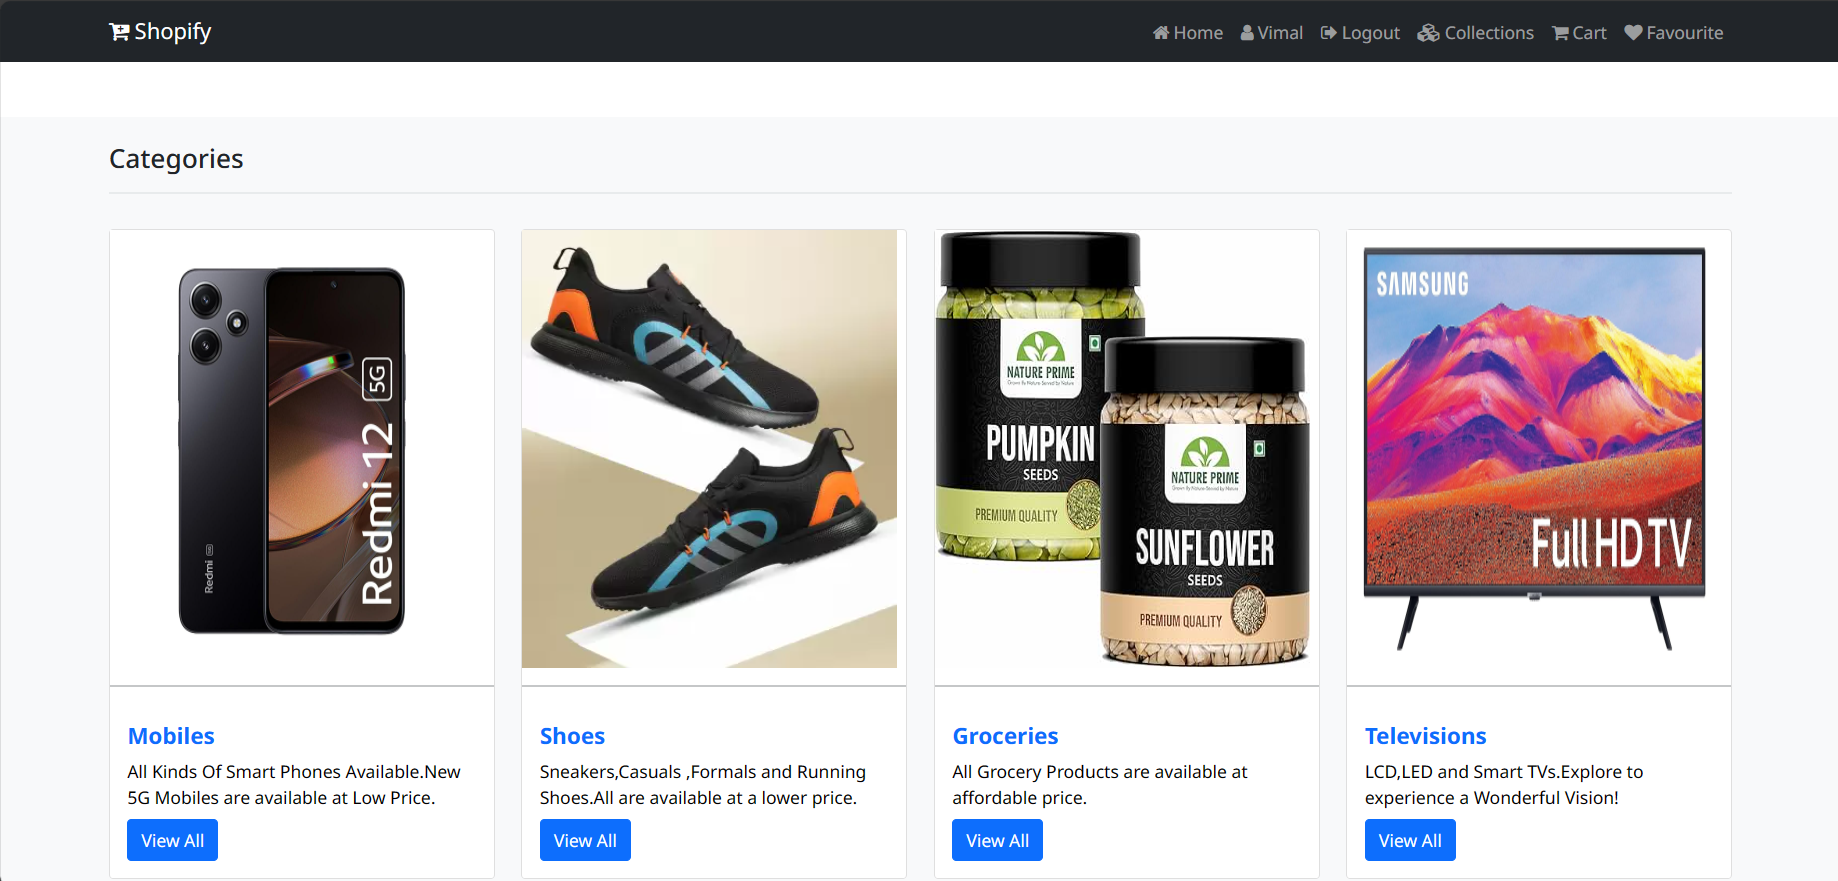 Shopify
Home Vimal Logout Collections Cart Favourite
Categories
Redmi 12 5G
Redmi
NATURE PRIME
PUMPKIN
SEEDS
PREMIUM QUALITY
NATURE PRIME
SUNFLOWER
SEEDS
PREMIUM QUALITY
SAMSUNG
Full HD TV
Mobiles
All Kinds Of Smart Phones Available.New
5G Mobiles are available at Low Price.
View All
Shoes
Sneakers,Casuals ,Formals and Running
Shoes.All are available at a lower price.
View All
Groceries
All Grocery Products are available at
affordable price.
View All
Televisions
LCD,LED and Smart TVs.Explore to
experience a Wonderful Vision!
View All